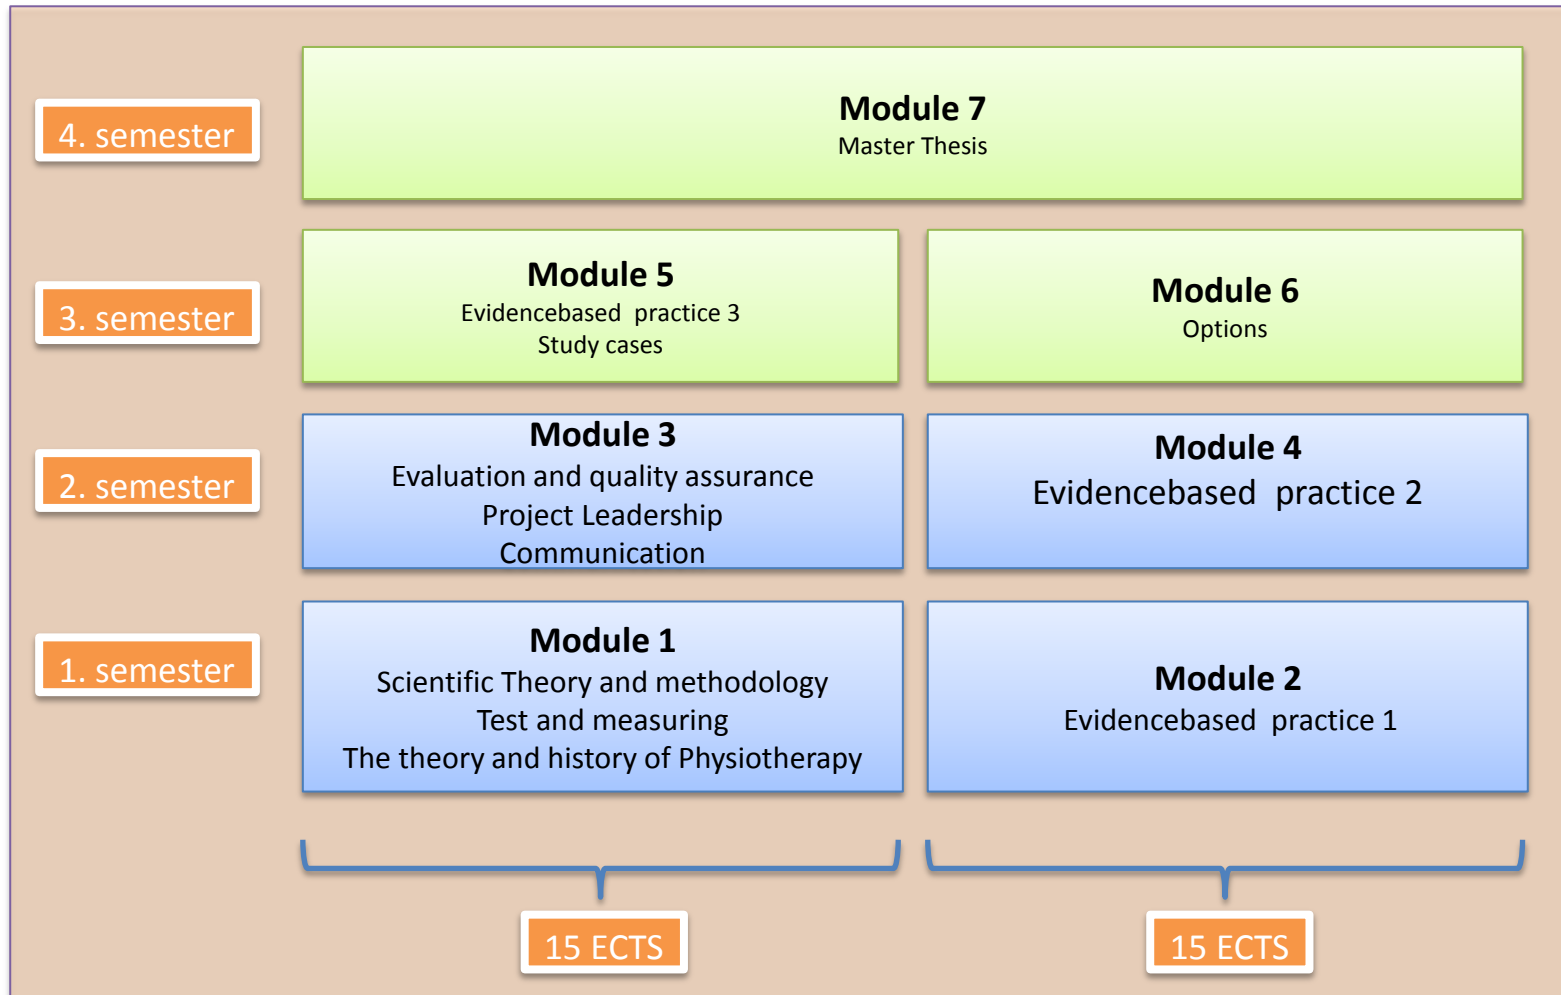 4. semester
Module 7
Master Thesis
3. semester
Module 5
Evidencebased  practice 3
Study cases
Module 6
Options
2. semester
Module 3
Evaluation and quality assurance
Project Leadership
Communication
Module 4
Evidencebased  practice 2
1. semester
Module 1
Scientific Theory and methodology
Test and measuring
The theory and history of Physiotherapy
Module 2
Evidencebased  practice 1
15 ECTS
15 ECTS